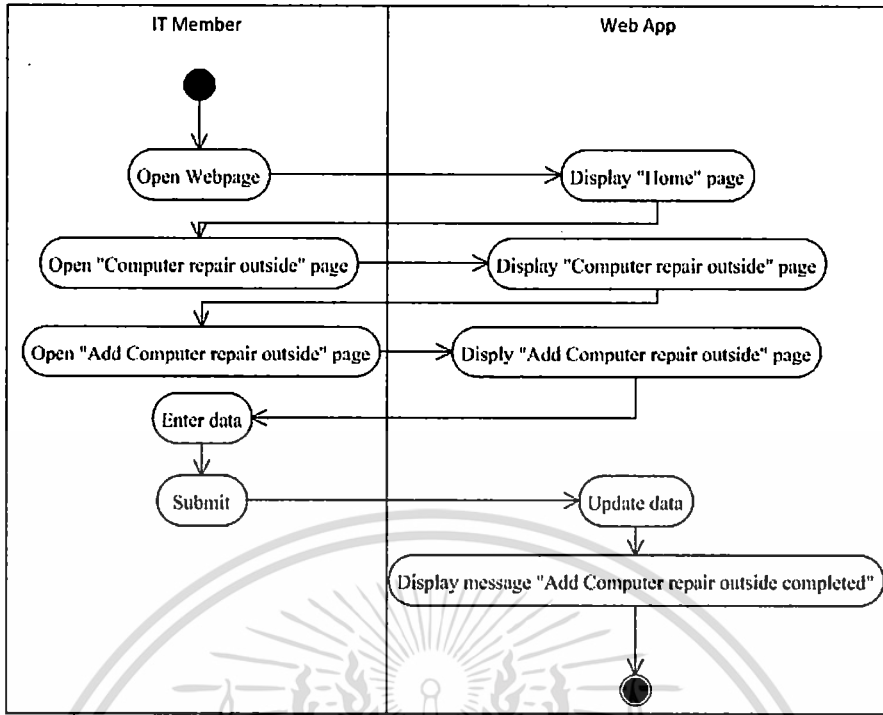 IT Member
Web App
Open Webpage
Display "Home" page
Open "Computer repair outside" page
Display "Computer repair outside" page
Open "Add Computer repair outside" page
Disply "Add Computer repair outside" page
Enter data
Submit
Update data
Display message "Add Computer repair outside completed"